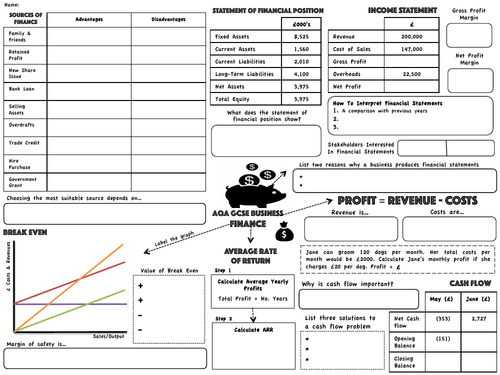 Name:
SOURCES OF FINANCE
Advantages
Disadvantages
Family & Friends
Retained Profit
New Share Issue
Bank Loan
Selling Assets
Overdrafts
Trade Credit
Hire Purchase
Government Grant
Choosing the most suitable source depends on...
STATEMENT OF FINANCIAL POSITION
£000's
Fixed Assets 8,525
Current Assets 1,560
Current Liabilities 2,010
Long-Term Liabilities 4,100
Net Assets 3,975
Total Equity 3,975
What does the statement of
financial position show?
INCOME STATEMENT
£
Revenue 200,000
Cost of Sales 147,000
Gross Profit
Overheads 22,500
Net Profit
Gross Profit
Margin
Net Profit
Margin
How To Interpret Financial Statements
1. A comparison with previous years
2.
3.
Stakeholders Interested
In Financial Statements
List two reasons why a business produces financial statements
AQA GCSE BUSINESS
FINANCE
PROFIT = REVENUE - COSTS
Revenue is...
Costs are...
Jane can groom 120 dogs per month. Her total costs per
month would be £2000. Calculate Jane's monthly profit if she
charges £20 per dog. Profit = £
BREAK EVEN
Label the graph
£ Costs & Revenues
Sales/Output
Value of Break Even
+
+
-
-
Margin of safety is...
AVERAGE RATE
OF RETURN
Step 1
Calculate Average Yearly
Profits
Total Profit ÷ No. Years
Step 2
Calculate ARR
Why is cash flow important?
List three solutions to
a cash flow problem
CASH FLOW
May (£) June (£)
Net Cash flow (353) 2,727
Opening Balance (151)
Closing Balance